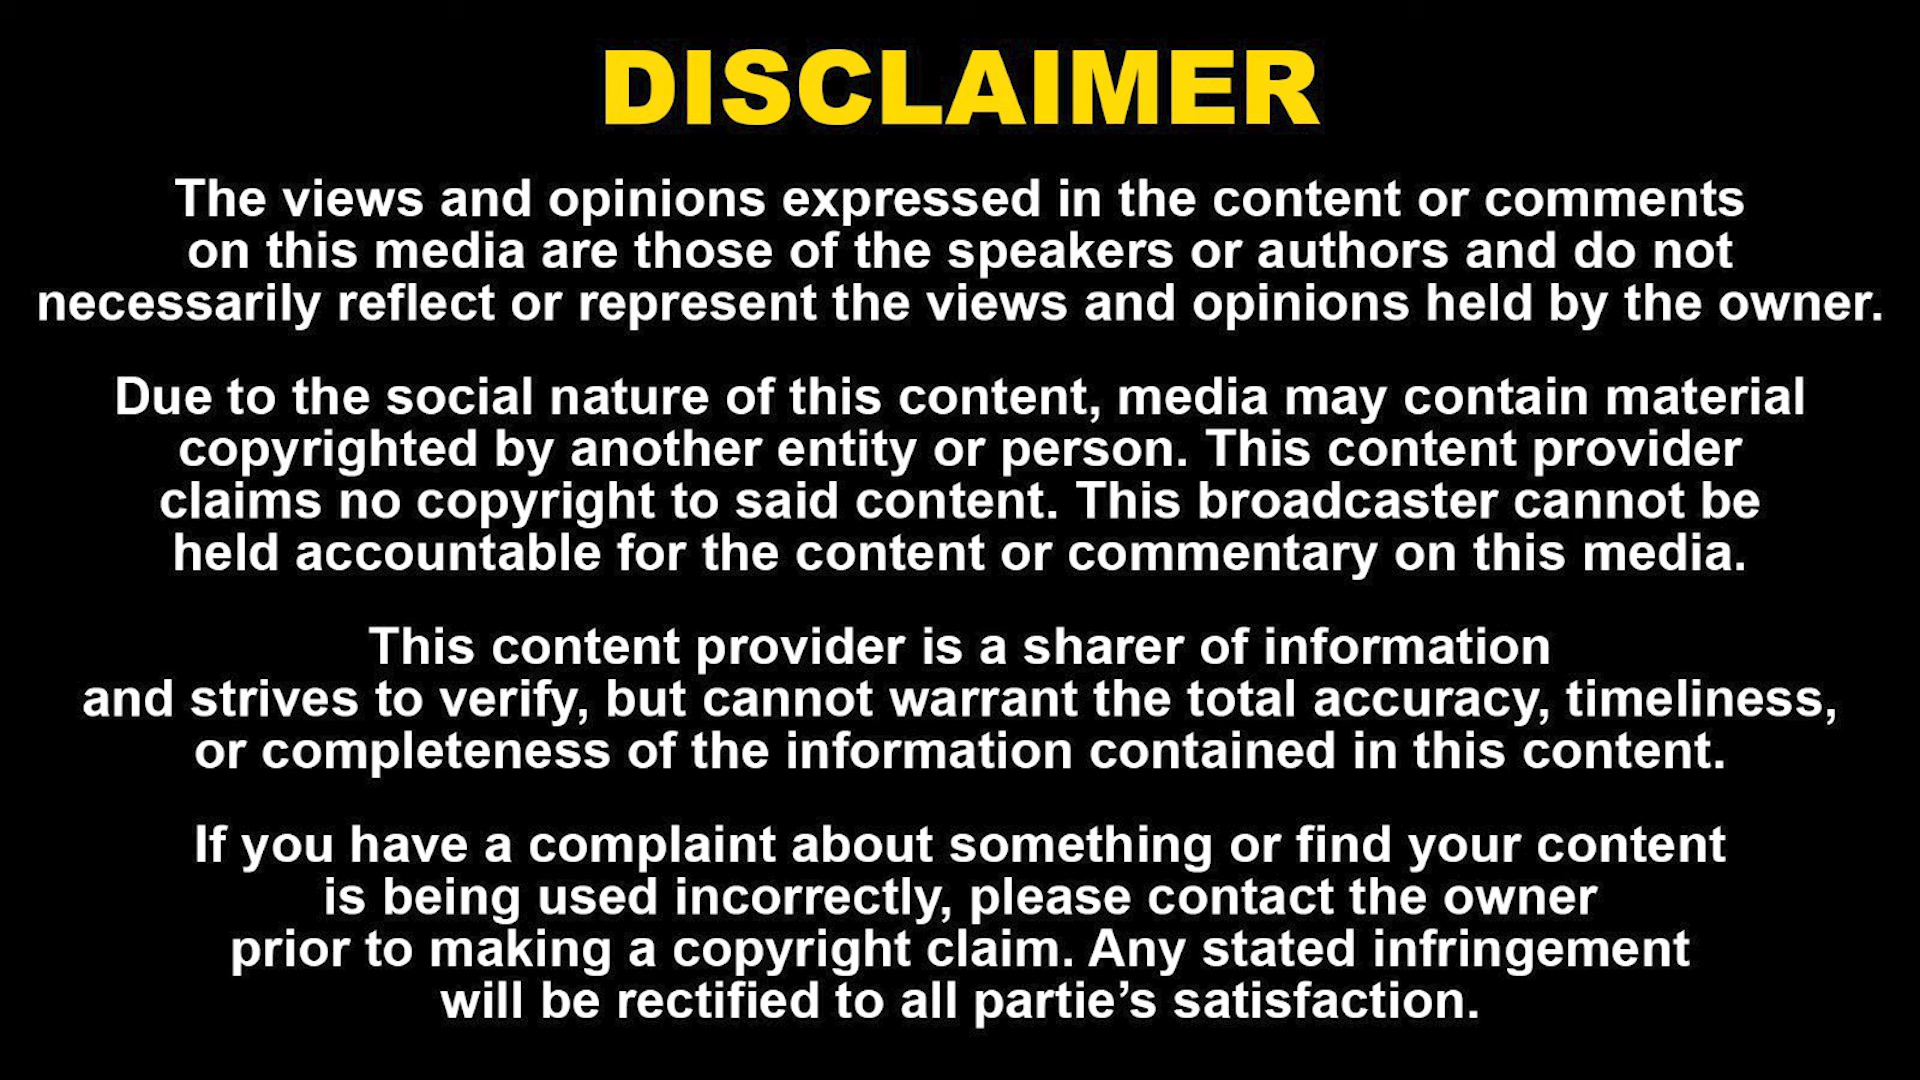 DISCLAIMER
The views and opinions expressed in the content or comments
on this media are those of the speakers or authors and do not
necessarily reflect or represent the views and opinions held by the owner.
Due to the social nature of this content, media may contain material
copyrighted by another entity or person. This content provider
claims no copyright to said content. This broadcaster cannot be
held accountable for the content or commentary on this media.
This content provider is a sharer of information
and strives to verify, but cannot warrant the total accuracy, timeliness,
or completeness of the information contained in this content.
If you have a complaint about something or find your content
is being used incorrectly, please contact the owner
prior to making a copyright claim. Any stated infringement
will be rectified to all partie’s satisfaction.